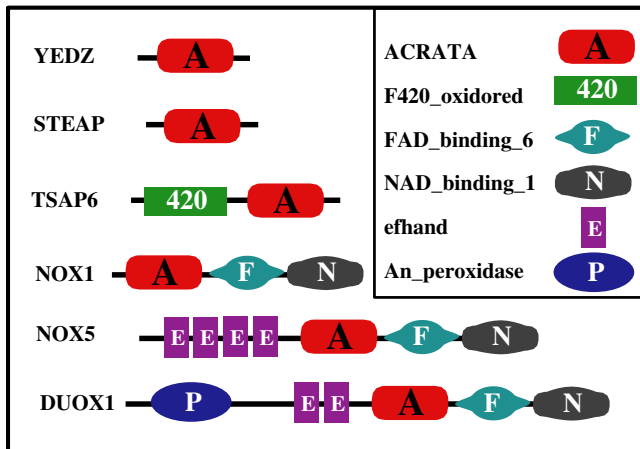 YEDZ A
STEAP A
TSAP6 420 A
NOX1 A F N
NOX5 E E E E A F N
DUOX1 P E E A F N
ACRATA A
F420_oxidored 420
FAD_binding_6 F
NAD_binding_1 N
efhand E
An_peroxidase P